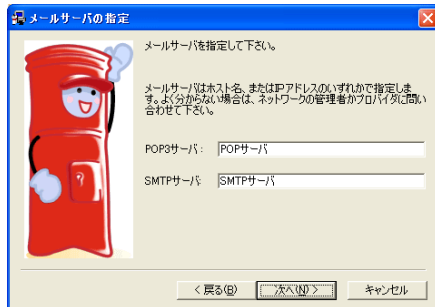 メールサーバの指定
メールサーバを指定して下さい。
メールサーバはホスト名、またはIPアドレスのいずれかで指定しま
す。よく分からない場合は、ネットワークの管理者かプロバイダに問い
合わせて下さい。
POP3サーバ: POPサーバ
SMTPサーバ: SMTPサーバ
< 戻る(B) 次へ(N) > キャンセル